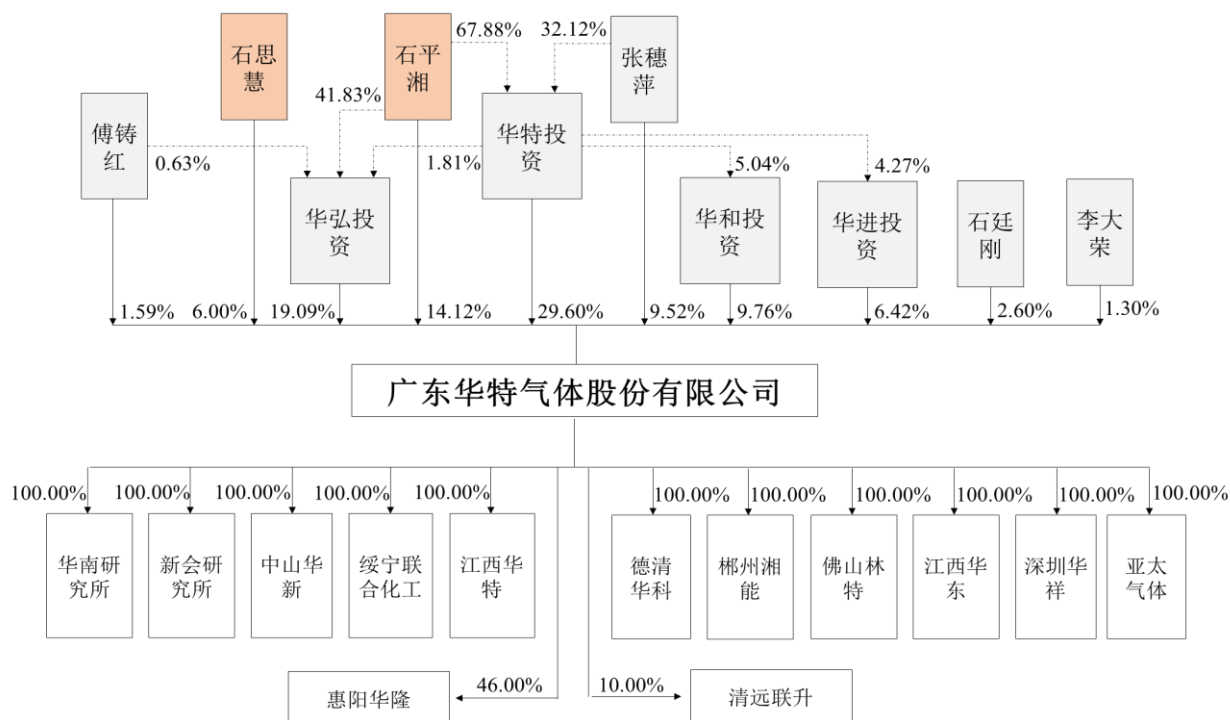 67.88%
32.12%
石思
慧
石平
湘
张穗
萍
41.83%
傅铸
红
华特投
资
0.63%
1.81%
5.04%
4.27%
华弘投
资
华和投
资
华进投
资
石廷
刚
李大
荣
1.59%
6.00%
19.09%
14.12%
29.60%
9.52%
9.76%
6.42%
2.60%
1.30%
广东华特气体股份有限公司
100.00%
100.00%
100.00%
100.00%
100.00%
100.00%
100.00%
100.00%
100.00%
100.00%
100.00%
华南研
究所
新会研
究所
中山华
新
绥宁联
合化工
江西华
特
德清
华科
郴州湘
能
佛山林
特
江西华
东
深圳华
祥
亚太
气体
惠阳华隆
46.00%
10.00%
清远联升